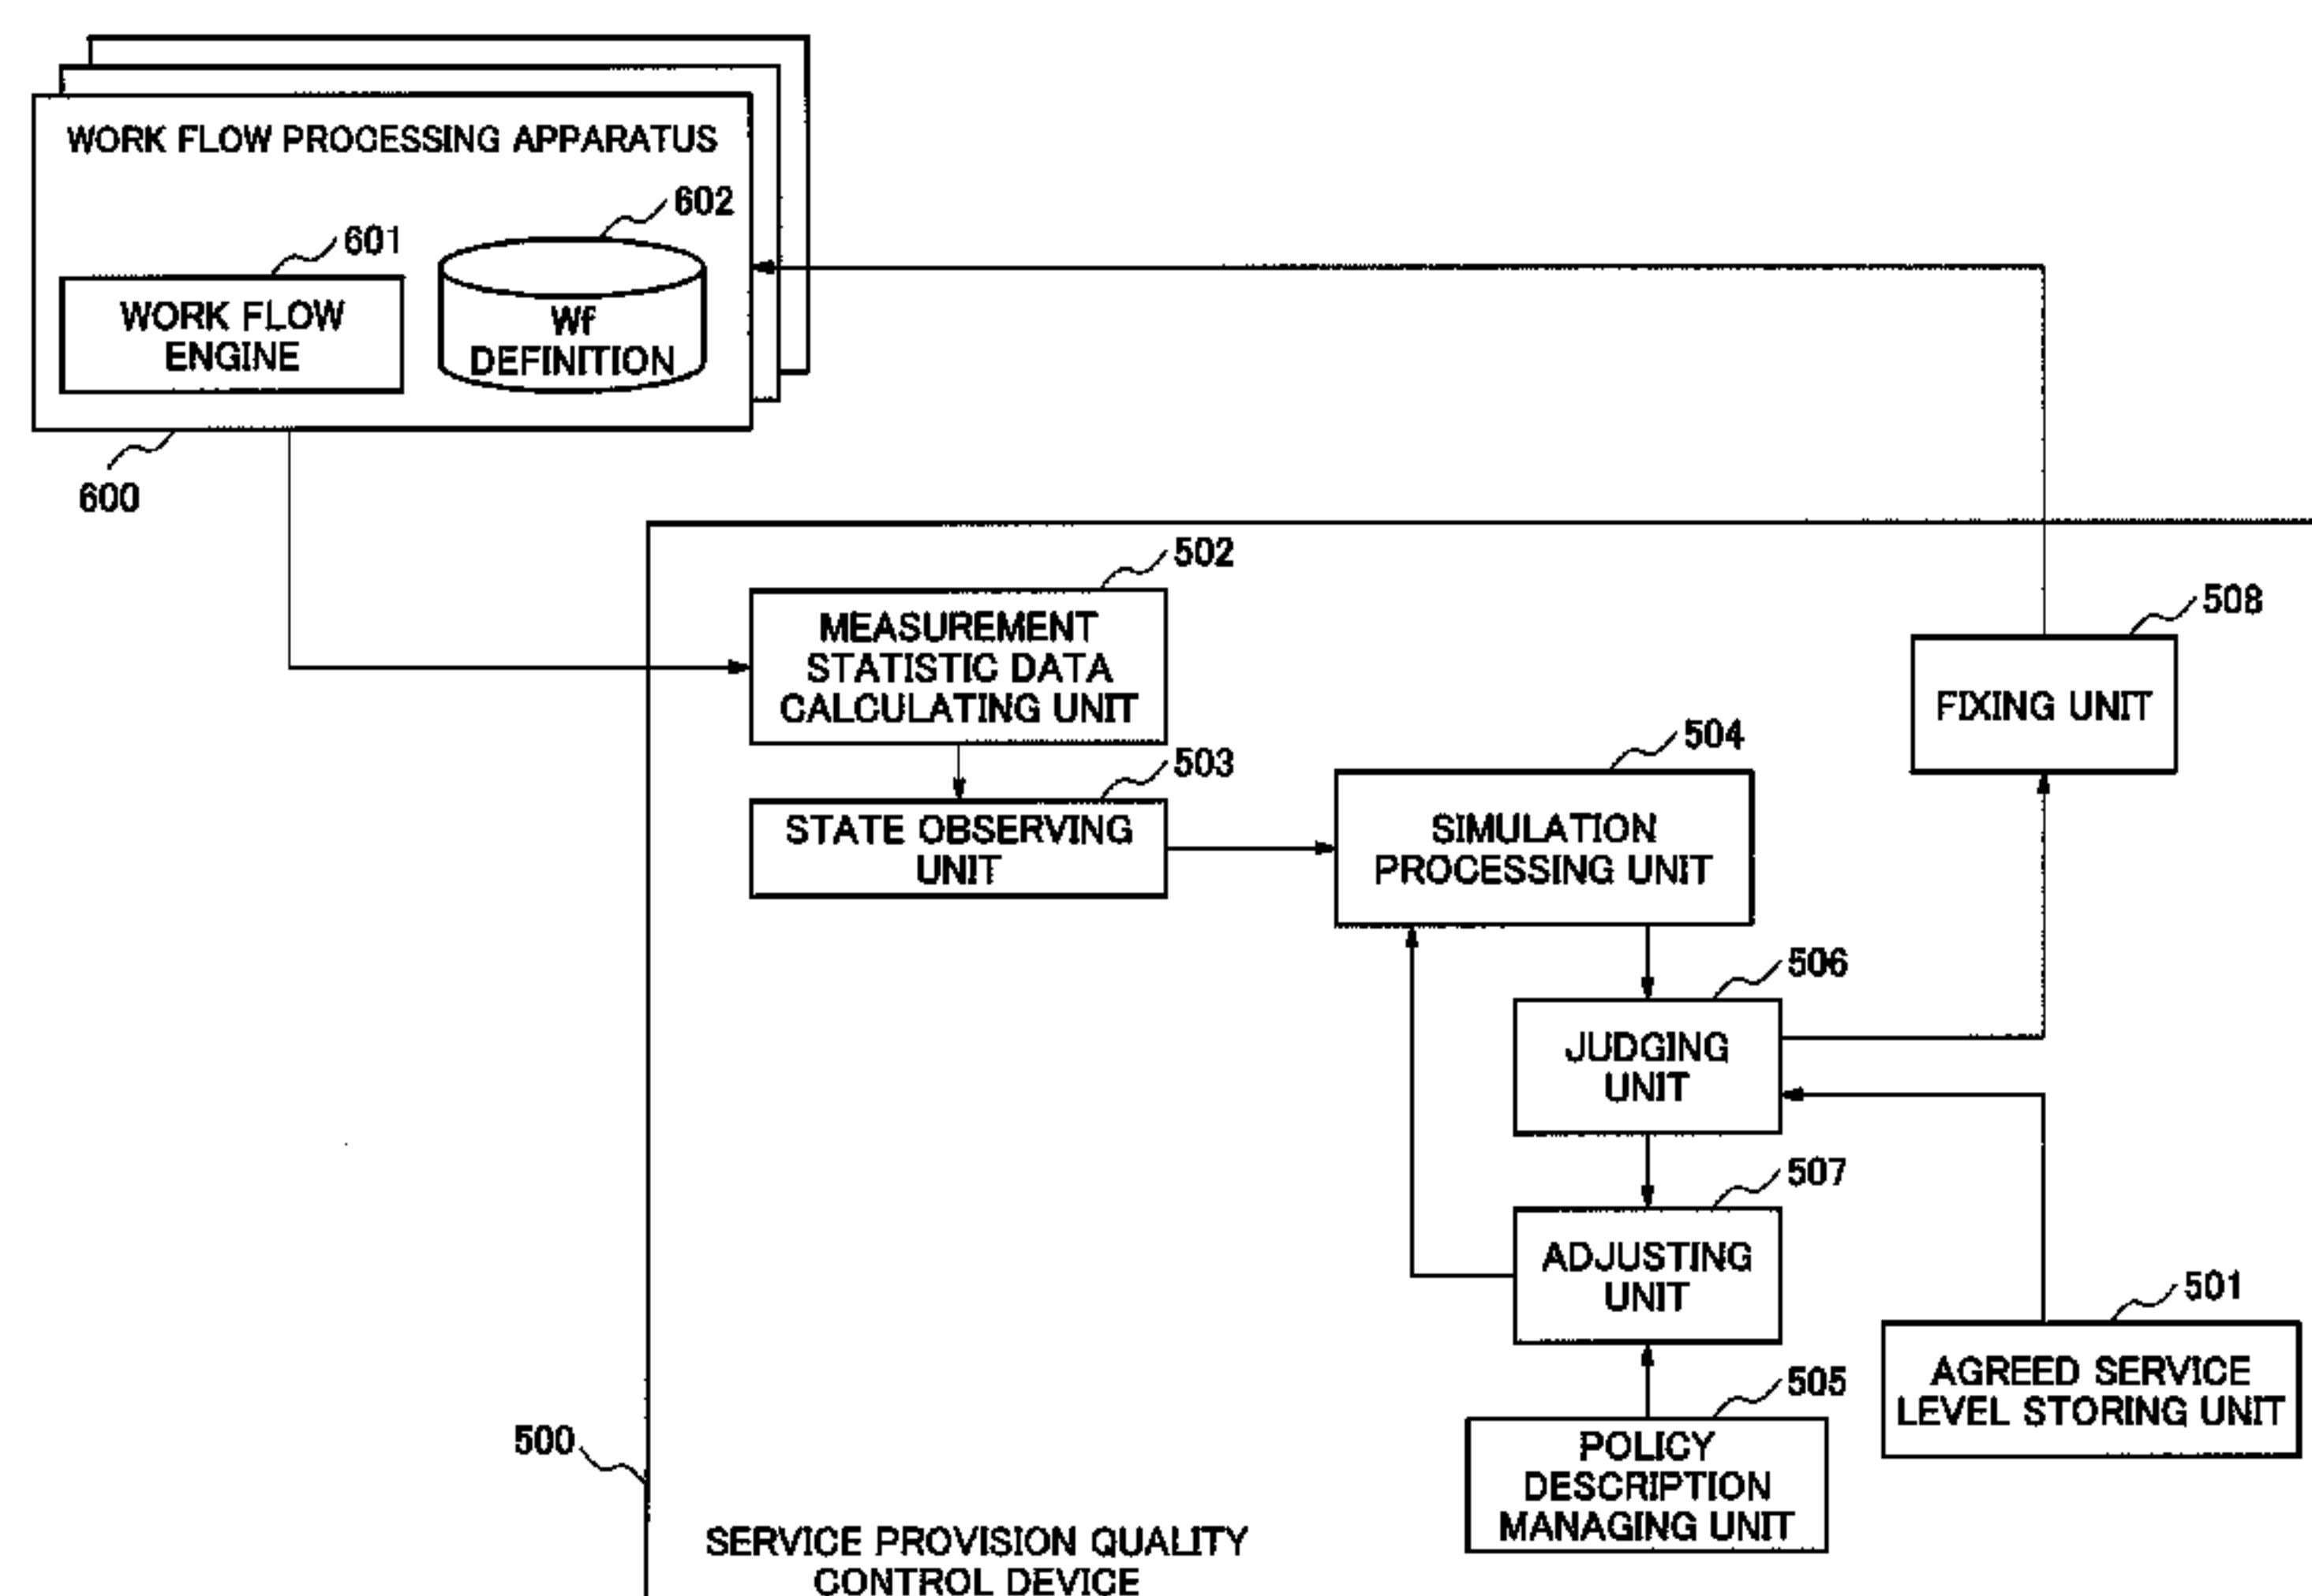 WORK FLOW PROCESSING APPARATUS
602
601
WORK FLOW
ENGINE
Wf
DEFINITION
600
502
MEASUREMENT
STATISTIC DATA
CALCULATING UNIT
508
FIXING UNIT
503
STATE OBSERVING
UNIT
504
SIMULATION
PROCESSING UNIT
506
JUDGING
UNIT
507
ADJUSTING
UNIT
501
AGREED SERVICE
LEVEL STORING UNIT
505
POLICY
DESCRIPTION
MANAGING UNIT
500
SERVICE PROVISION QUALITY
CONTROL DEVICE